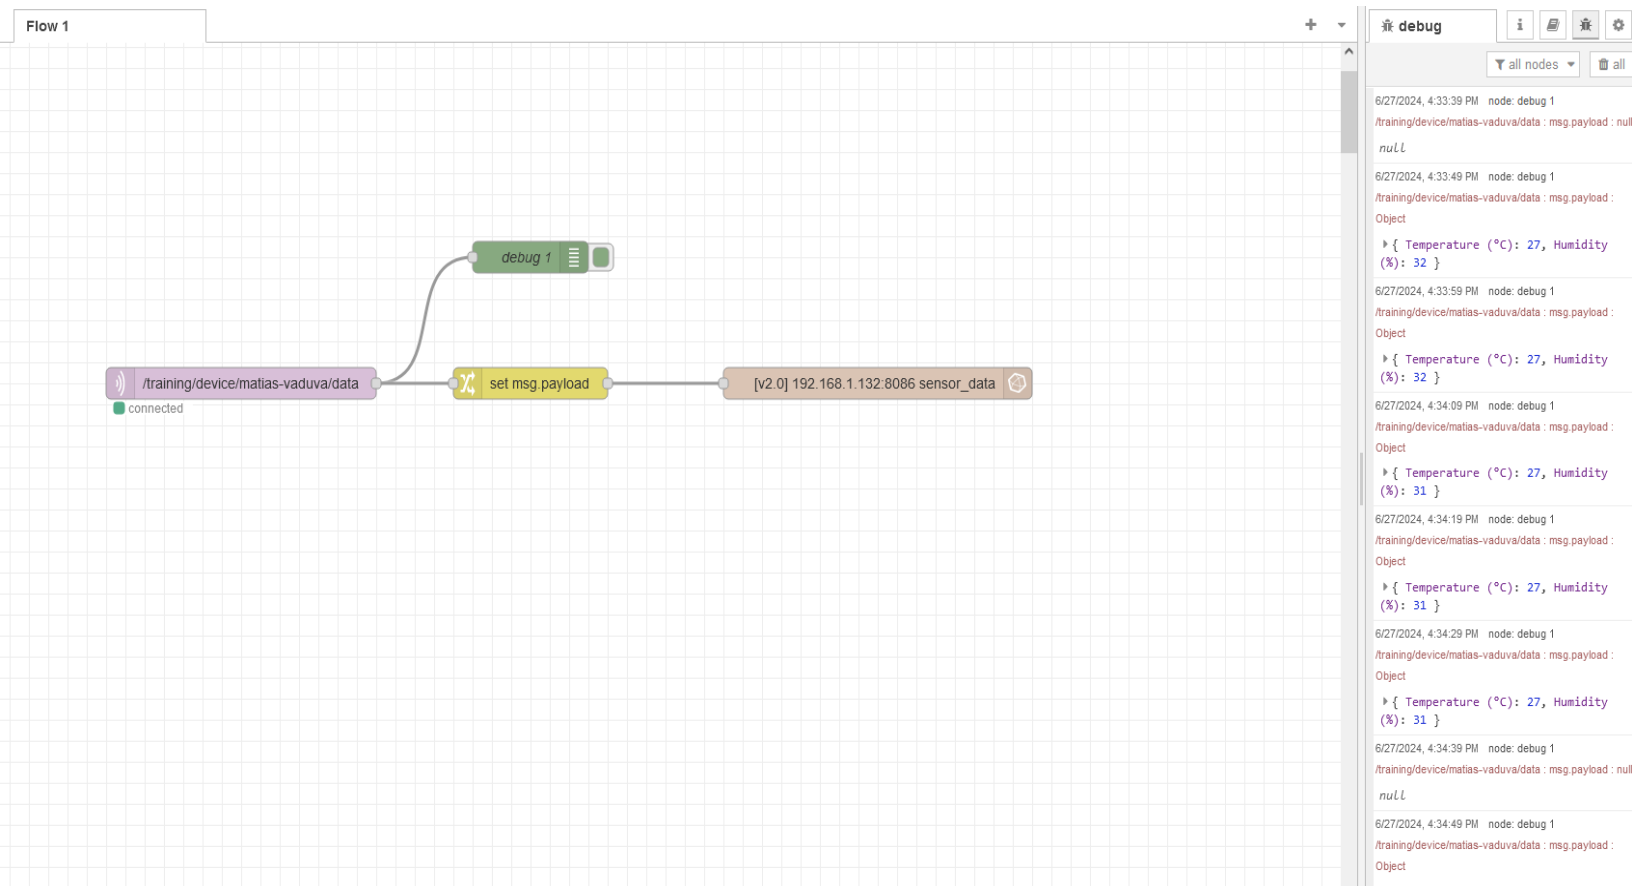 Flow 1
debug
all nodes
all
6/27/2024, 4:33:39 PM node: debug 1
/training/device/matias-vaduva/data : msg.payload : null
null
6/27/2024, 4:33:49 PM node: debug 1
/training/device/matias-vaduva/data : msg.payload :
Object
{ Temperature (°C): 27, Humidity
(%): 32 }
6/27/2024, 4:33:59 PM node: debug 1
/training/device/matias-vaduva/data : msg.payload :
Object
{ Temperature (°C): 27, Humidity
(%): 32 }
6/27/2024, 4:34:09 PM node: debug 1
/training/device/matias-vaduva/data : msg.payload :
Object
{ Temperature (°C): 27, Humidity
(%): 31 }
6/27/2024, 4:34:19 PM node: debug 1
/training/device/matias-vaduva/data : msg.payload :
Object
{ Temperature (°C): 27, Humidity
(%): 31 }
6/27/2024, 4:34:29 PM node: debug 1
/training/device/matias-vaduva/data : msg.payload :
Object
{ Temperature (°C): 27, Humidity
(%): 31 }
6/27/2024, 4:34:39 PM node: debug 1
/training/device/matias-vaduva/data : msg.payload : null
null
6/27/2024, 4:34:49 PM node: debug 1
/training/device/matias-vaduva/data : msg.payload :
Object
debug 1
/training/device/matias-vaduva/data
connected
set msg.payload
[v2.0] 192.168.1.132:8086 sensor_data